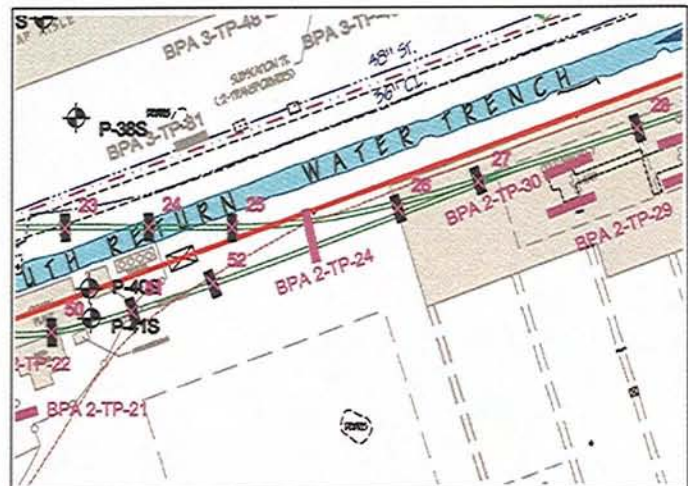 BPA 3-TP-48
BPA 3-TP-
SUBSTATION
48" ST.
36" CL.
P-38S
BPA 3-TP-31
UTH RETURN WATER TRENCH
28
27
26
BPA 2-TP-30
BPA 2-TP-29
23
24
25
BPA 2-TP-24
52
P-40S
50
P-41S
-TP-22
BPA 2-TP-21